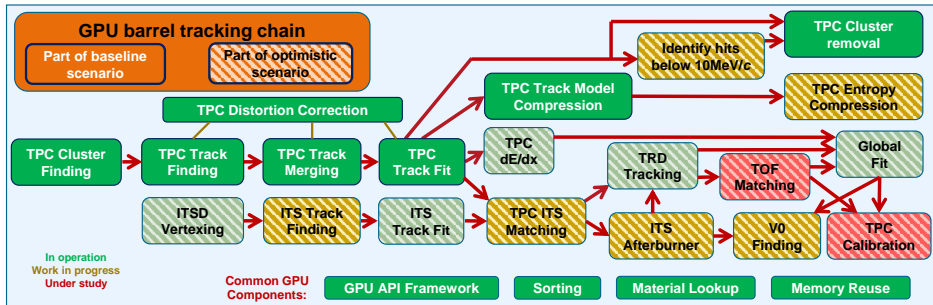 GPU barrel tracking chain
Part of baseline
scenario
Part of optimistic
scenario
Identify hits
below 10MeV/c
TPC Cluster
removal
TPC Distortion Correction
TPC Track Model
Compression
TPC Entropy
Compression
TPC Cluster
Finding
TPC Track
Finding
TPC Track
Merging
TPC
Track Fit
TPC
dE/dx
TRD
Tracking
TOF
Matching
Global
Fit
ITSD
Vertexing
ITS Track
Finding
ITS
Track Fit
TPC ITS
Matching
ITS
Afterburner
V0
Finding
TPC
Calibration
In operation
Work in progress
Under study
Common GPU
Components:
GPU API Framework
Sorting
Material Lookup
Memory Reuse